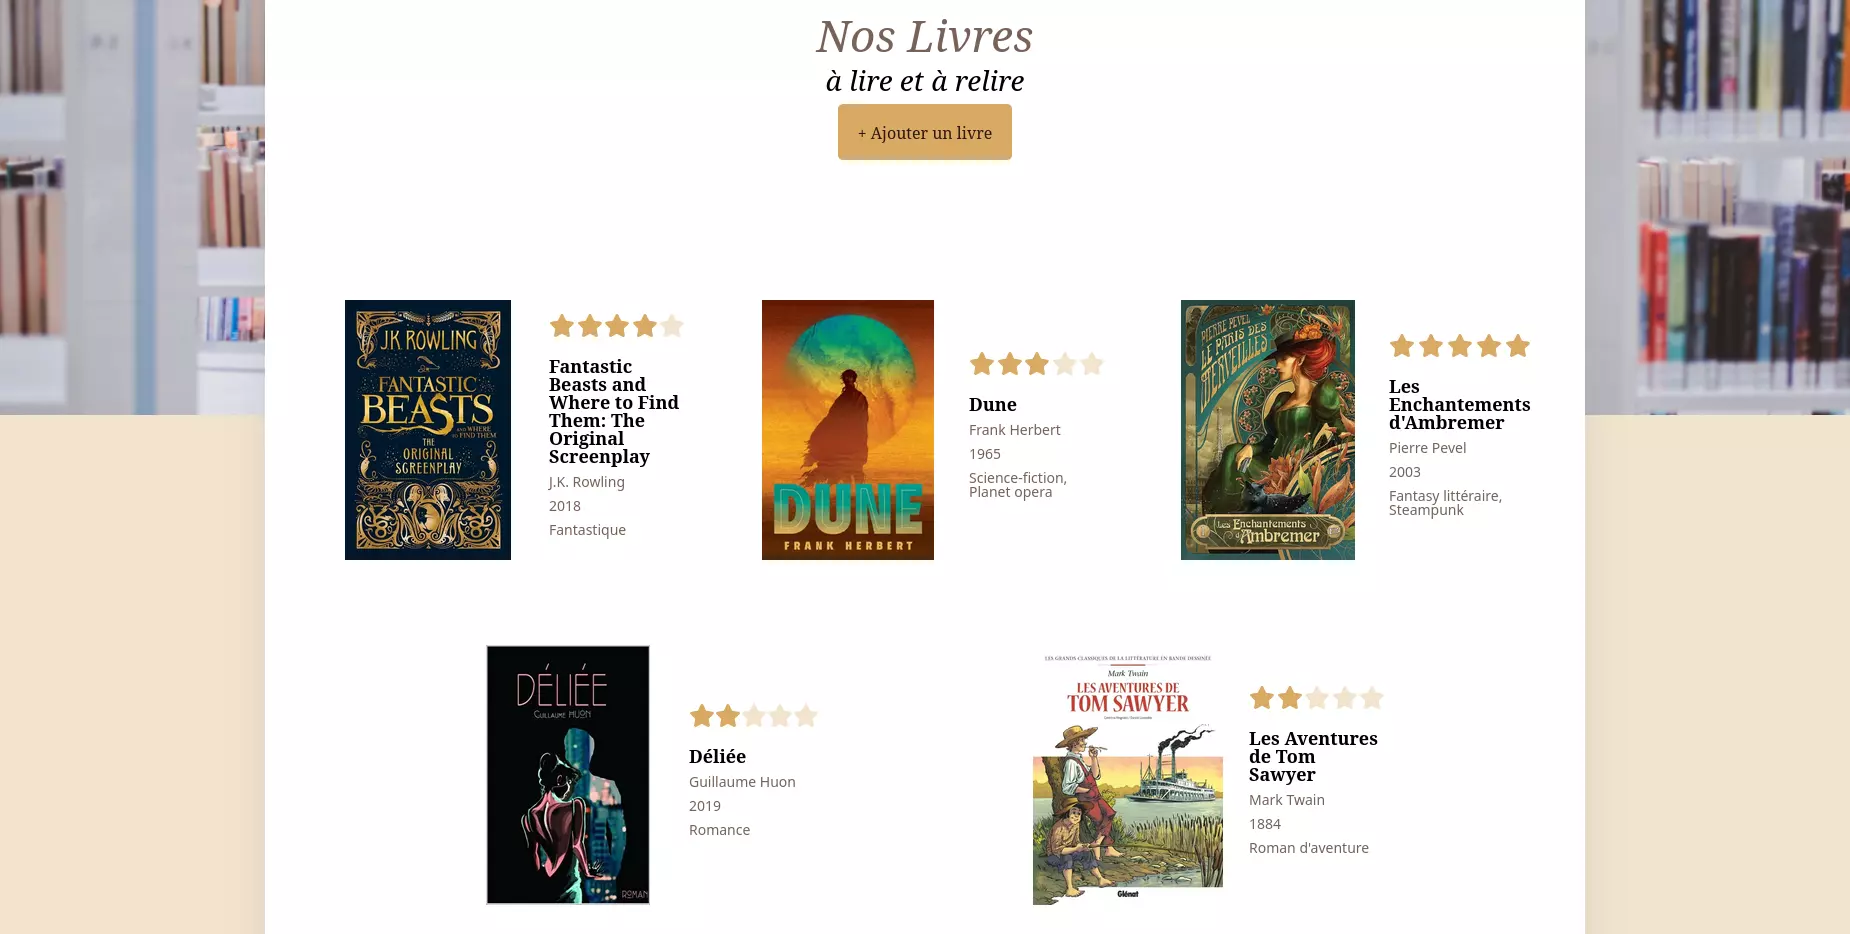 Nos Livres
à lire et à relire
+ Ajouter un livre
J.K. ROWLING
FANTASTIC
BEASTS
AND WHERE
TO FIND THEM
THE
ORIGINAL
SCREENPLAY
Fantastic
Beasts and
Where to Find
Them: The
Original
Screenplay
J.K. Rowling
2018
Fantastique
DUNE
FRANK HERBERT
Dune
Frank Herbert
1965
Science-fiction,
Planet opera
PIERRE PEVEL
LE PARIS DES
MERVEILLES
Les Enchantements
d'Ambremer
Les
Enchantements
d'Ambremer
Pierre Pevel
2003
Fantasy littéraire,
Steampunk
DÉLIÉE
GUILLAUME HUON
ROMAN
Déliée
Guillaume Huon
2019
Romance
LES GRANDS CLASSIQUES DE LA LITTÉRATURE EN BANDE DESSINÉE
Mark Twain
LES AVENTURES DE
TOM SAWYER
Glénat
Les Aventures
de Tom
Sawyer
Mark Twain
1884
Roman d'aventure